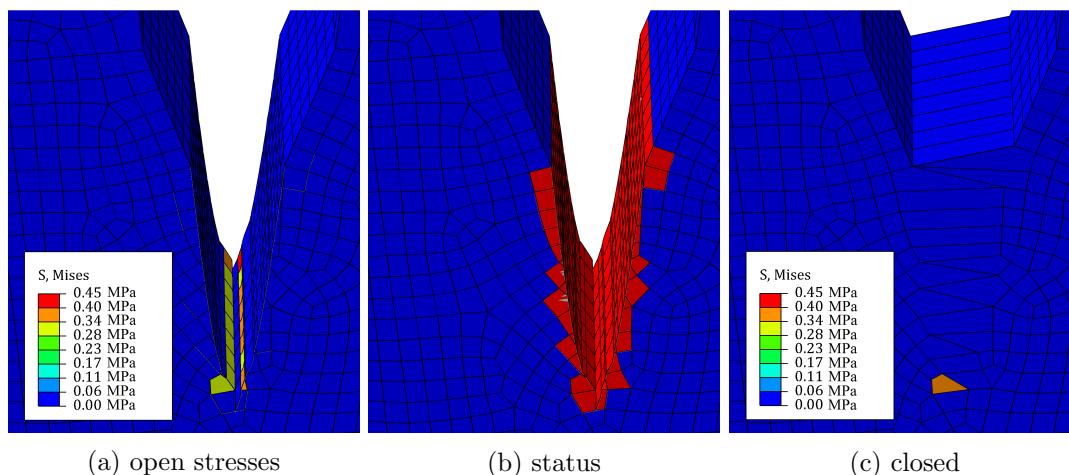 S, Mises
0.45 MPa
0.40 MPa
0.34 MPa
0.28 MPa
0.23 MPa
0.17 MPa
0.11 MPa
0.06 MPa
0.00 MPa
(a) open stresses
(b) status
S, Mises
0.45 MPa
0.40 MPa
0.34 MPa
0.28 MPa
0.23 MPa
0.17 MPa
0.11 MPa
0.06 MPa
0.00 MPa
(c) closed